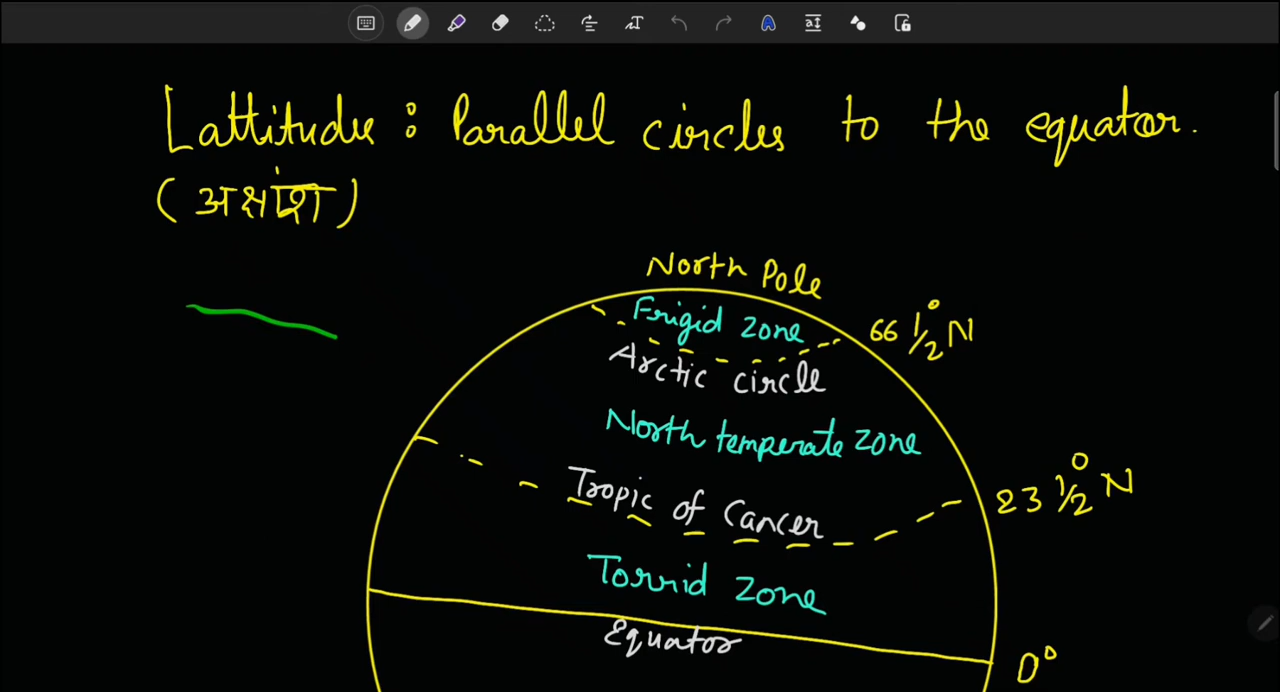 Lattitude : Parallel circles to the equator.
(अक्षांश)
North Pole
Frigid zone
66 1/2° N
Arctic circle
North temperate zone
Tropic of Cancer
23 1/2° N
Torrid zone
Equator
0°